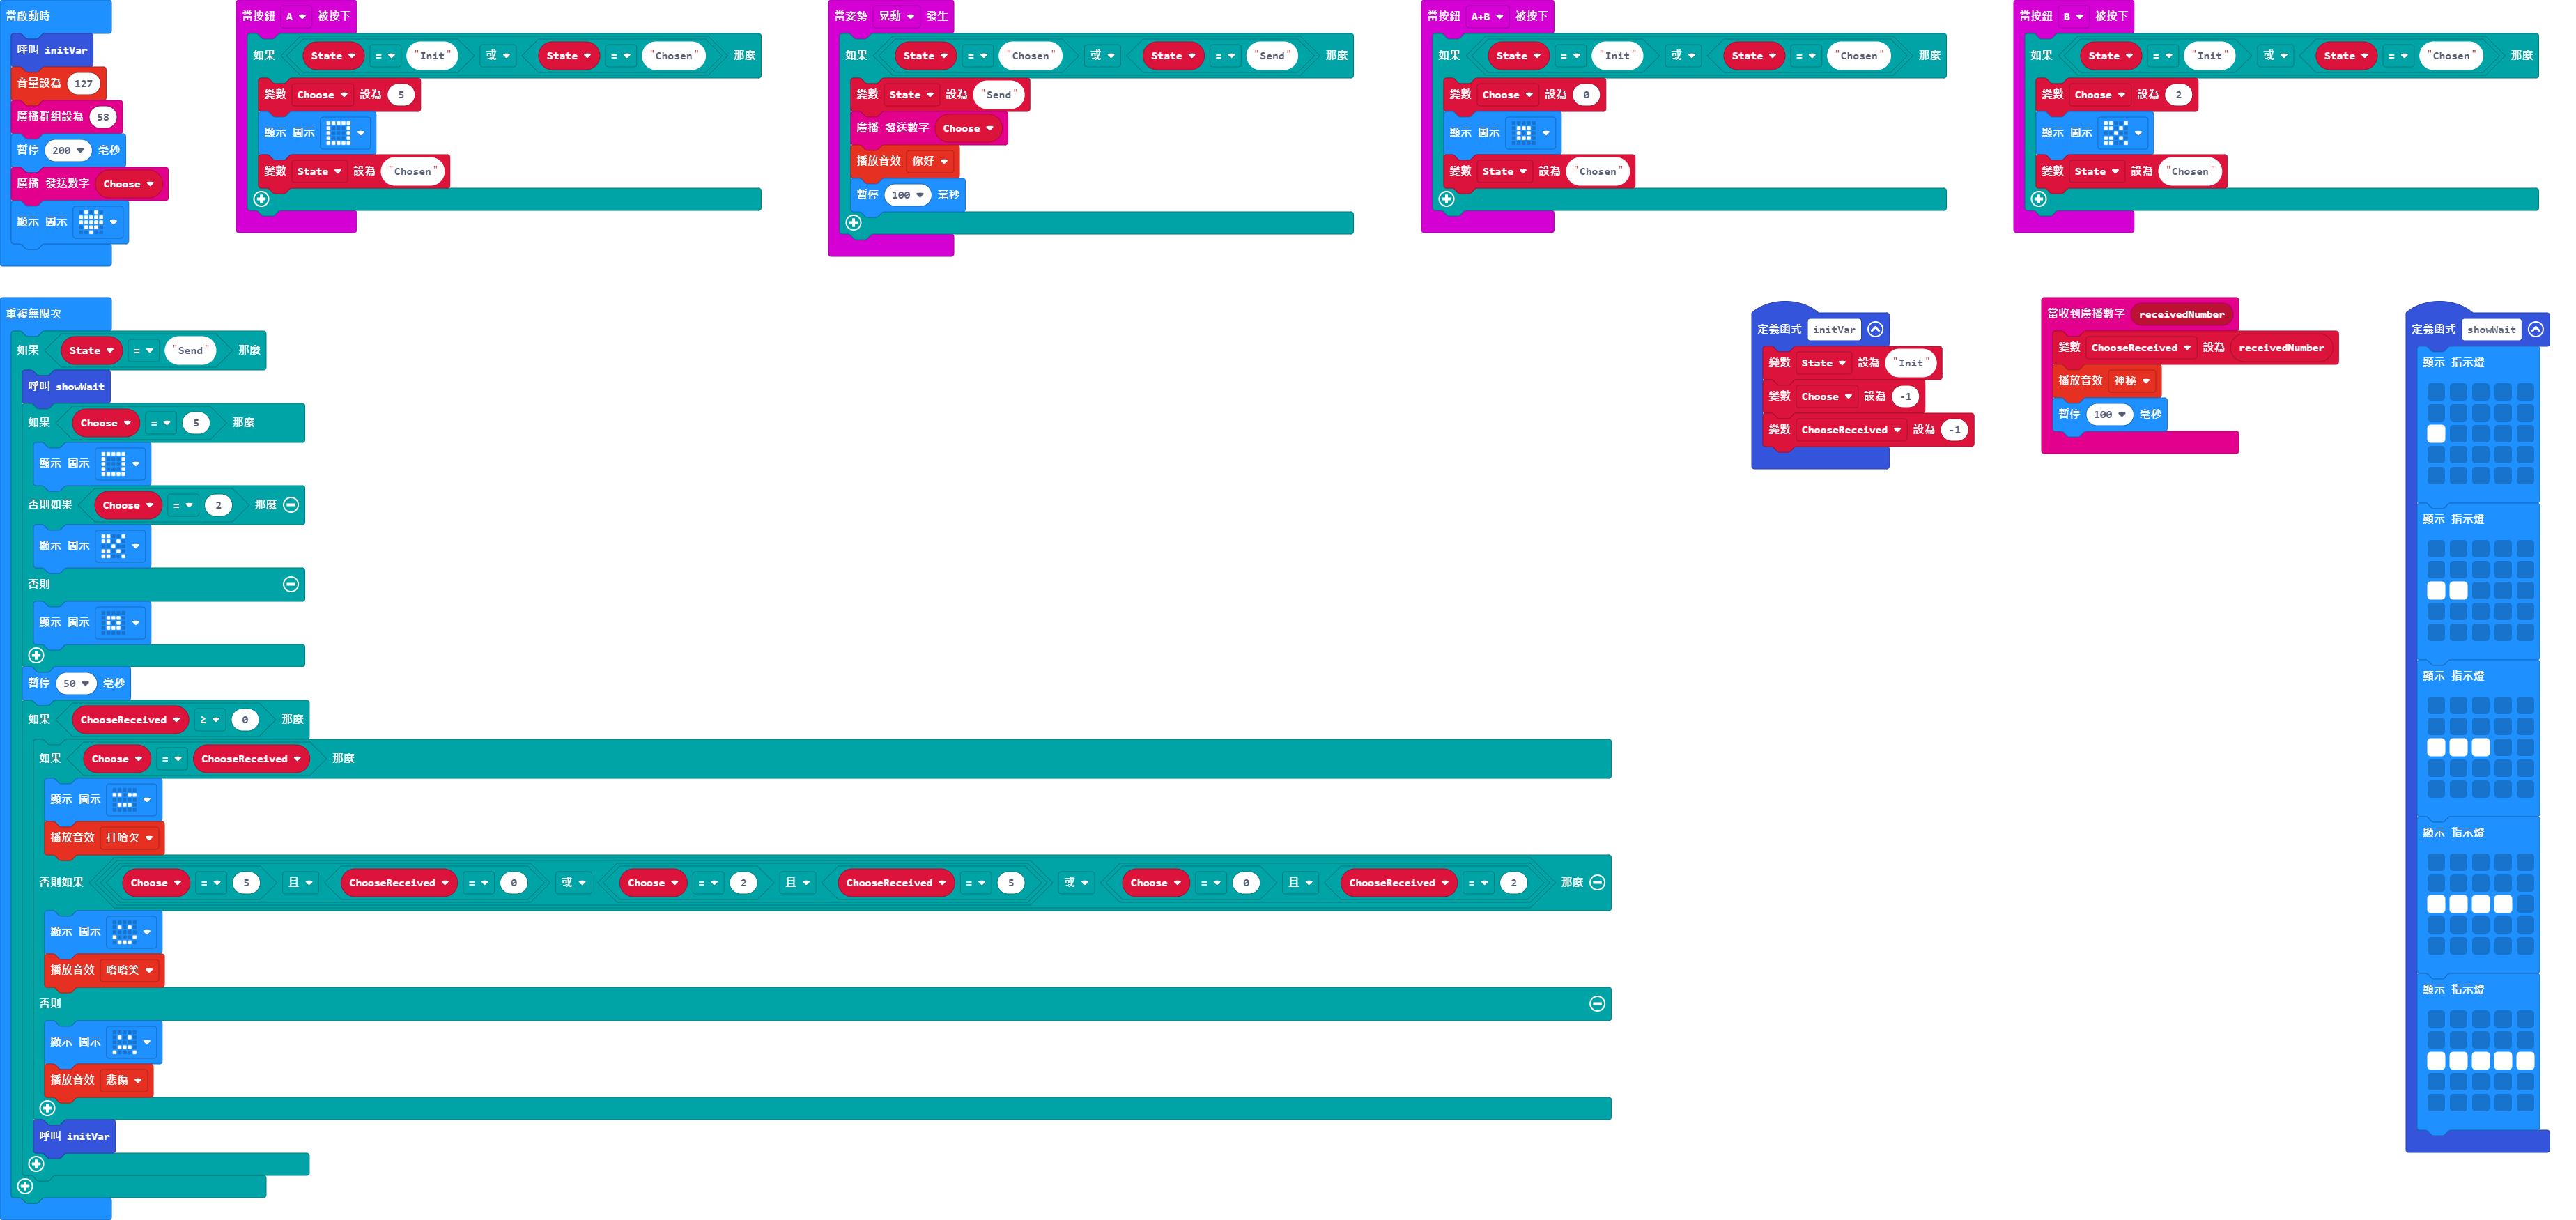 當啟動時
呼叫 initVar
音量設為 127
廣播群組設為 58
暫停 200 毫秒
廣播 發送數字 Choose
顯示 圖示
當按鈕 A 被按下
如果 State = "Init" 或 State = "Chosen" 那麼
變數 Choose 設為 5
顯示 圖示
變數 State 設為 "Chosen"
當姿勢 晃動 發生
如果 State = "Chosen" 或 State = "Send" 那麼
變數 State 設為 "Send"
廣播 發送數字 Choose
播放音效 你好
暫停 100 毫秒
當按鈕 A+B 被按下
如果 State = "Init" 或 State = "Chosen" 那麼
變數 Choose 設為 0
顯示 圖示
變數 State 設為 "Chosen"
當按鈕 B 被按下
如果 State = "Init" 或 State = "Chosen" 那麼
變數 Choose 設為 2
顯示 圖示
變數 State 設為 "Chosen"
重複無限次
如果 State = "Send" 那麼
呼叫 showWait
如果 Choose = 5 那麼
顯示 圖示
否則如果 Choose = 2 那麼
顯示 圖示
否則
顯示 圖示
暫停 50 毫秒
如果 ChooseReceived ≥ 0 那麼
如果 Choose = ChooseReceived 那麼
顯示 圖示
播放音效 打哈欠
否則如果 Choose = 5 且 ChooseReceived = 0 或 Choose = 2 且 ChooseReceived = 5 或 Choose = 0 且 ChooseReceived = 2 那麼
顯示 圖示
播放音效 咯咯笑
否則
顯示 圖示
播放音效 悲傷
呼叫 initVar
定義函式 initVar
變數 State 設為 "Init"
變數 Choose 設為 -1
變數 ChooseReceived 設為 -1
當收到廣播數字 receivedNumber
變數 ChooseReceived 設為 receivedNumber
播放音效 神秘
暫停 100 毫秒
定義函式 showWait
顯示 指示燈
顯示 指示燈
顯示 指示燈
顯示 指示燈
顯示 指示燈